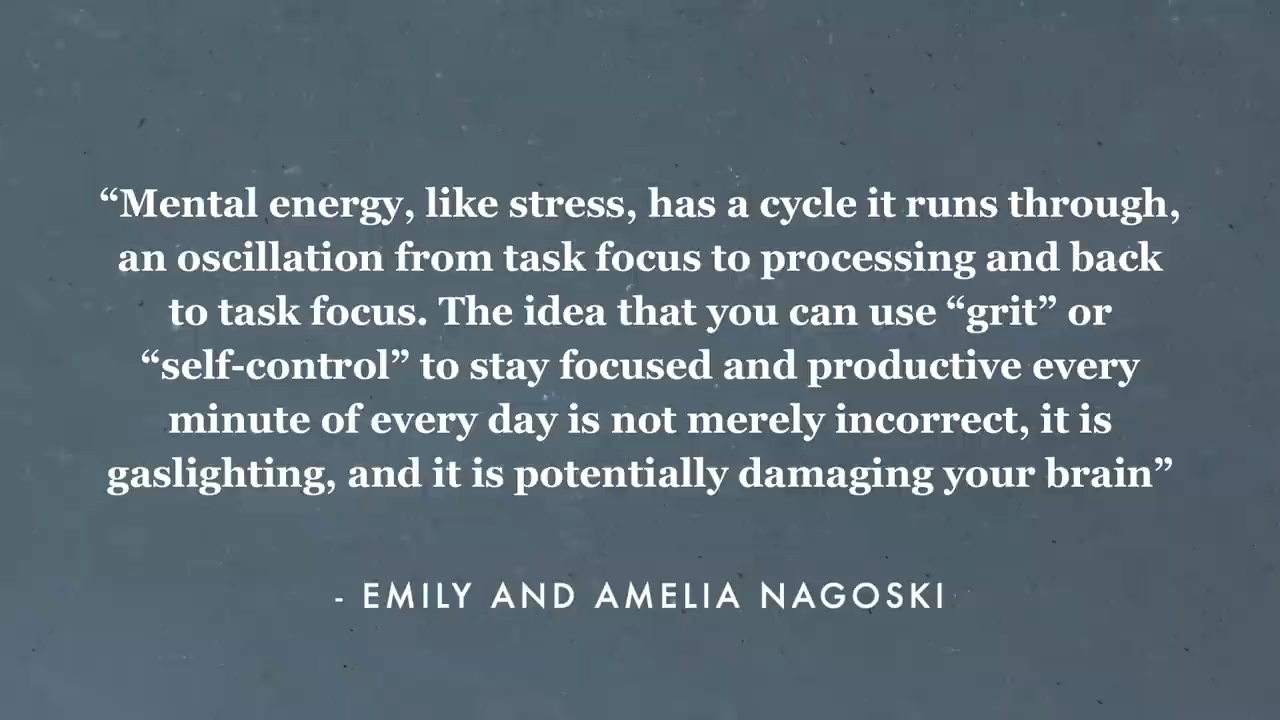 “Mental energy, like stress, has a cycle it runs through,
an oscillation from task focus to processing and back
to task focus. The idea that you can use “grit” or
“self-control” to stay focused and productive every
minute of every day is not merely incorrect, it is
gaslighting, and it is potentially damaging your brain”
- EMILY AND AMELIA NAGOSKI